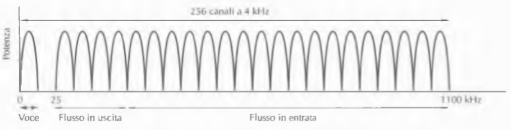 256 canali a 4 kHz
Potenza
0 25 1100 kHz
Voce Flusso in uscita Flusso in entrata